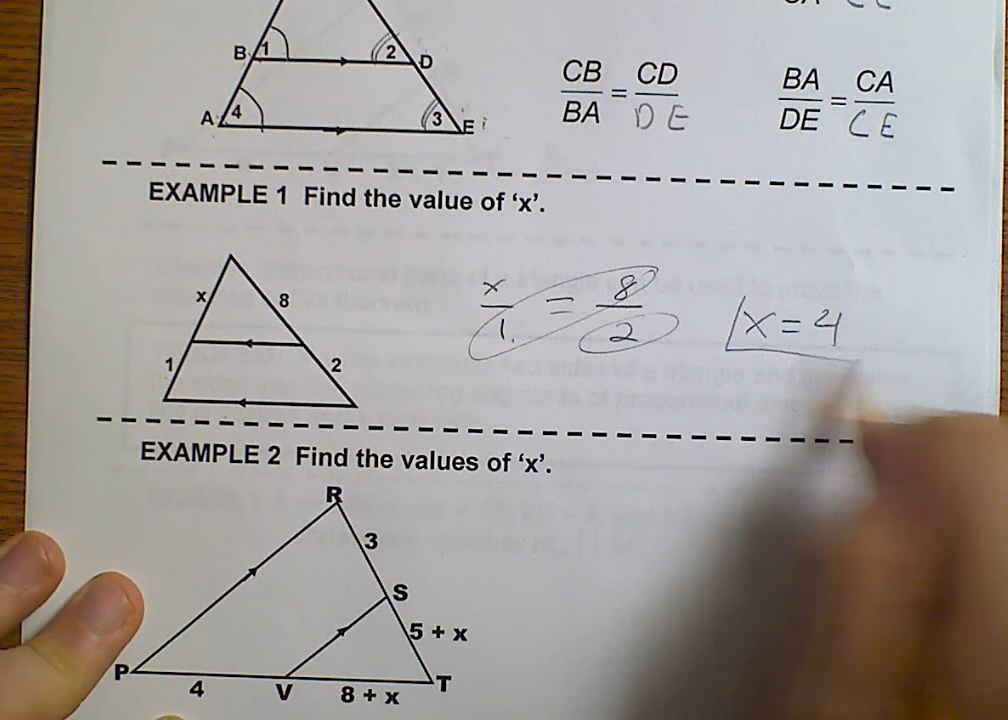 B 1 2 D
A 4 3 E
CB/BA = CD/DE BA/DE = CA/CE
EXAMPLE 1 Find the value of ‘x’.
x 8
1 2
x/1 = 8/2 x = 4
EXAMPLE 2 Find the values of ‘x’.
R
3
S
5 + x
P 4 V 8 + x T